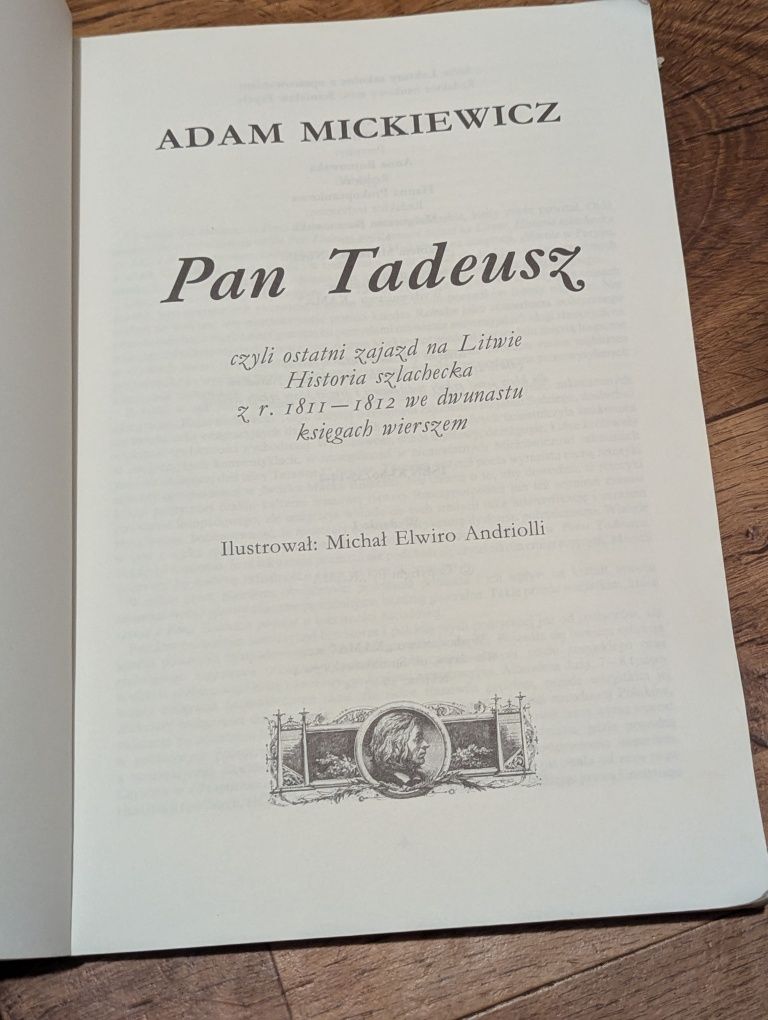 ADAM MICKIEWICZ
Pan Tadeusz
czyli ostatni zajazd na Litwie
Historia szlachecka
z r. 1811—1812 we dwunastu
księgach wierszem
Ilustrował: Michał Elwiro Andriolli